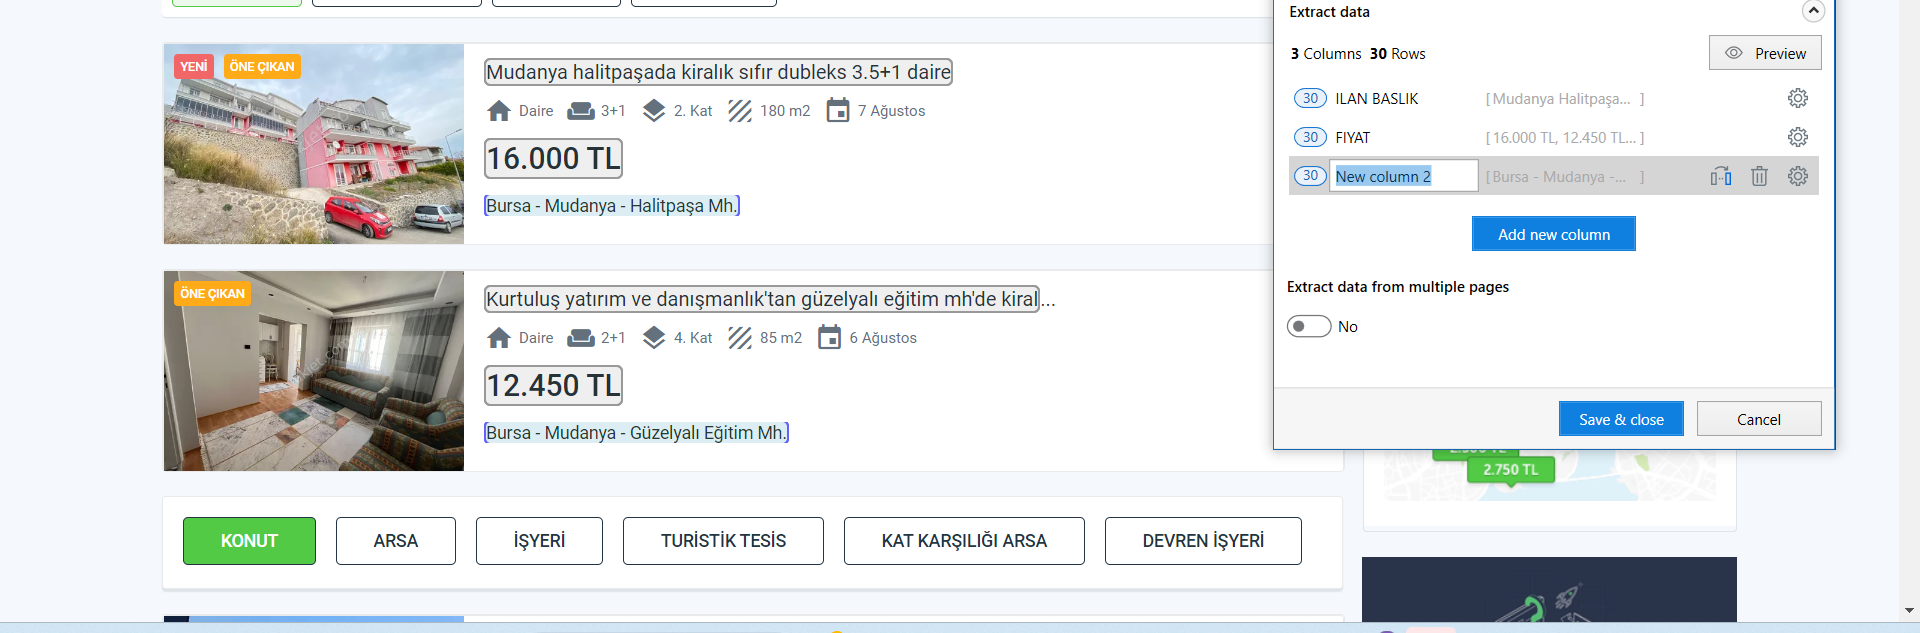 YENİ
ÖNE ÇIKAN
Mudanya halitpaşada kiralık sıfır dubleks 3.5+1 daire
Daire 3+1 2. Kat 180 m2 7 Ağustos
16.000 TL
Bursa - Mudanya - Halitpaşa Mh.
ÖNE ÇIKAN
Kurtuluş yatırım ve danışmanlık'tan güzelyalı eğitim mh'de kiral...
Daire 2+1 4. Kat 85 m2 6 Ağustos
12.450 TL
Bursa - Mudanya - Güzelyalı Eğitim Mh.
KONUT ARSA İŞYERİ TURİSTİK TESİS KAT KARŞILIĞI ARSA DEVREN İŞYERİ
Extract data
3 Columns 30 Rows Preview
30 ILAN BASLIK [Mudanya Halitpaşa... ]
30 FIYAT [16.000 TL, 12.450 TL... ]
30 New column 2 [Bursa - Mudanya -... ]
Add new column
Extract data from multiple pages
No
Save & close Cancel
2.750 TL